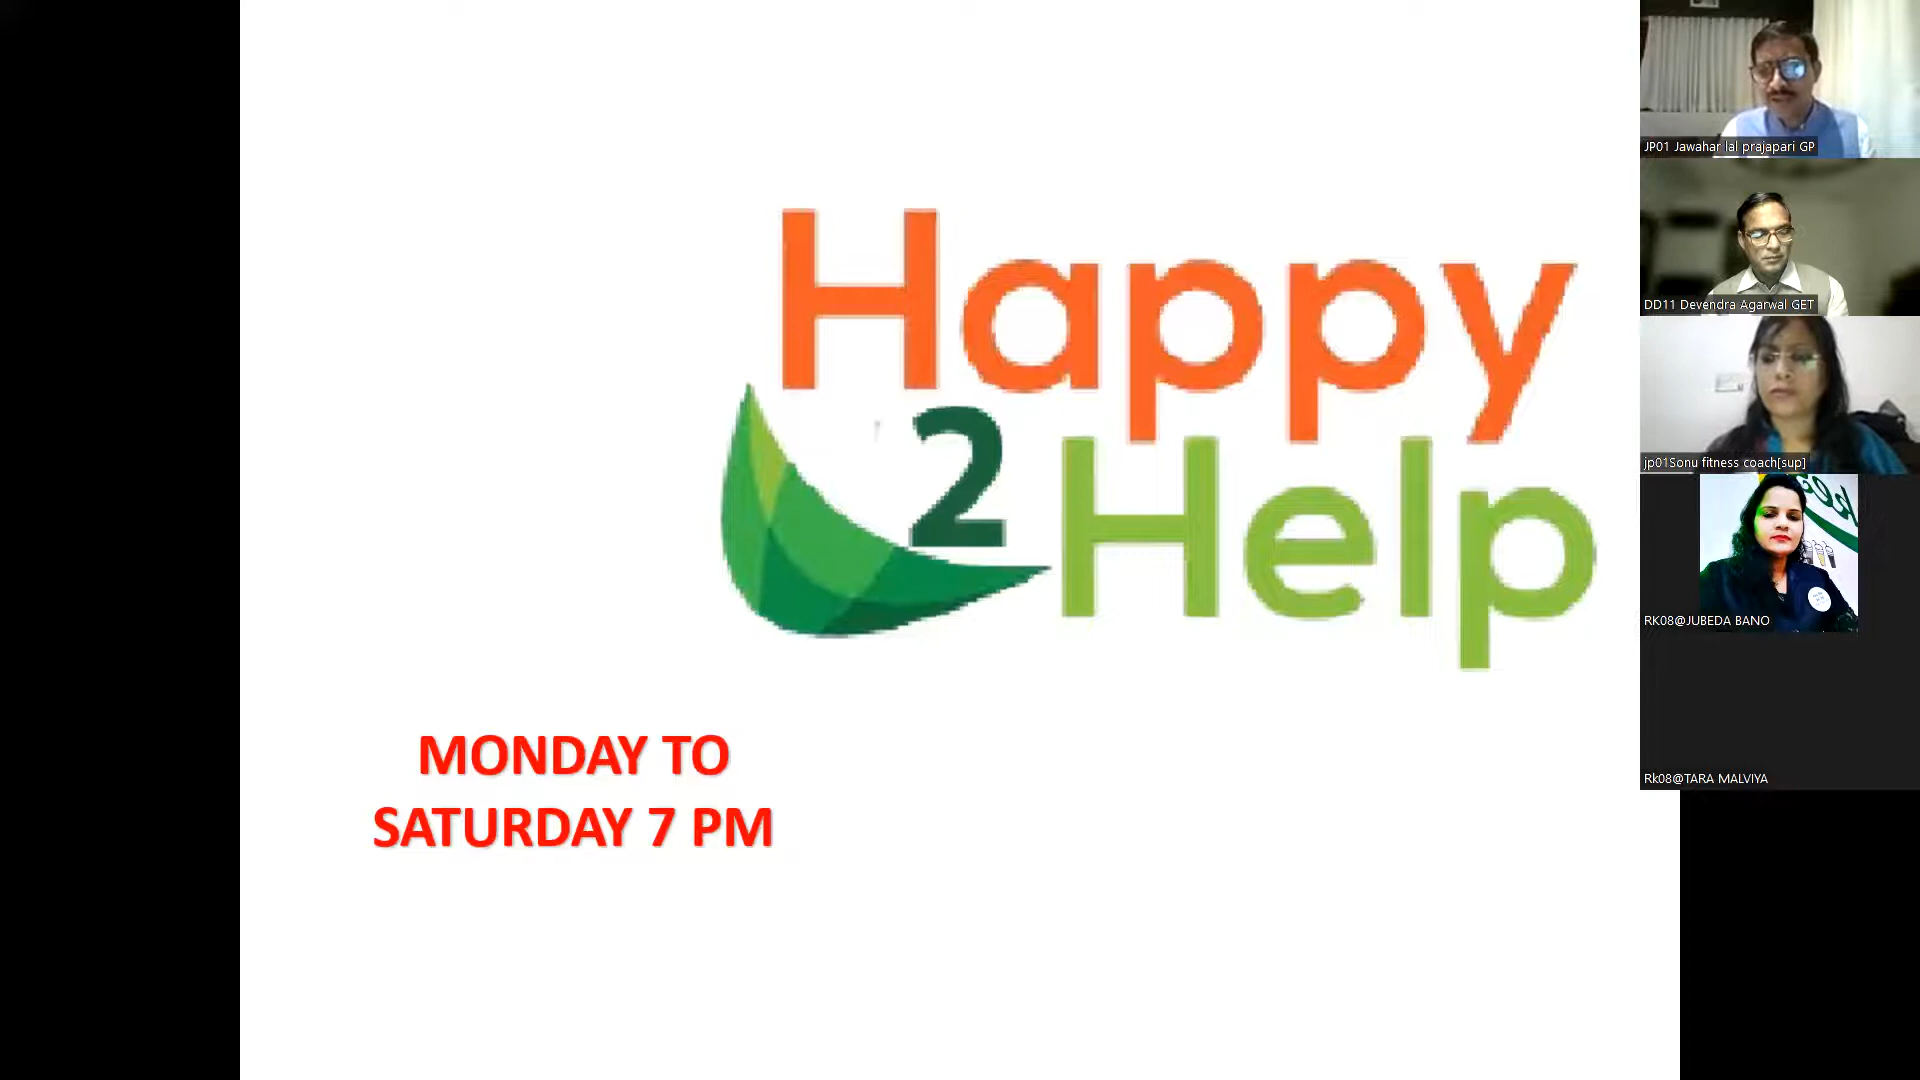 Happy
2 Help
MONDAY TO
SATURDAY 7 PM
JP01 Jawahar lal prajapari GP
DD11 Devendra Agarwal GET
jp01Sonu fitness coach[sup]
RK08@JUBEDA BANO
Rk08@TARA MALVIYA